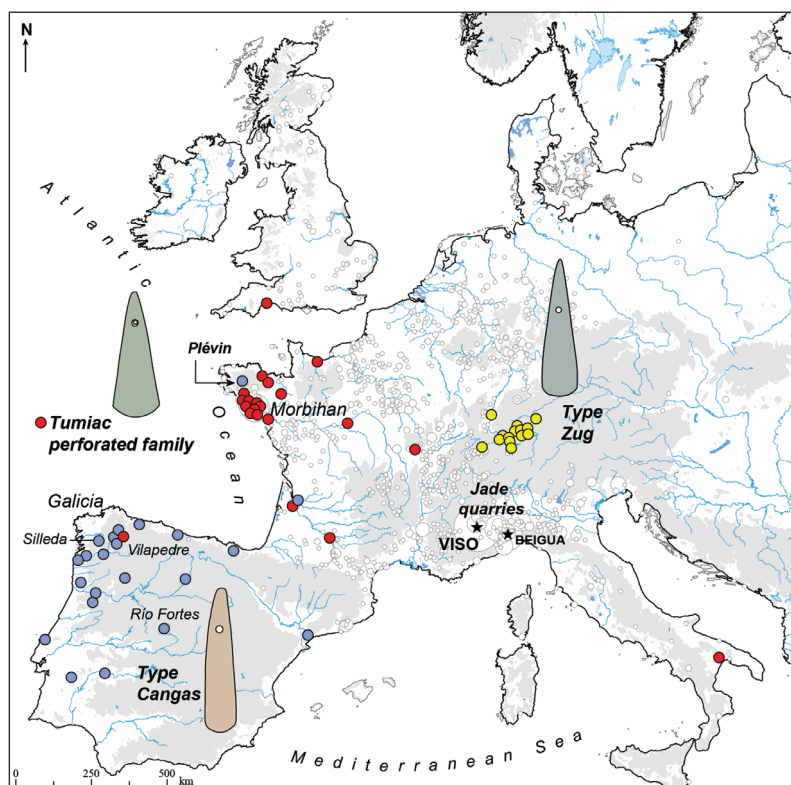 N
Atlantic
Ocean
Plévin
Morbihan
Tumiac
perforated family
Type
Zug
Jade
quarries
VISO
BEIGUA
Galicia
Silleda
Vilapedre
Rio Fortes
Type
Cangas
Mediterranean Sea
0 250 500 km